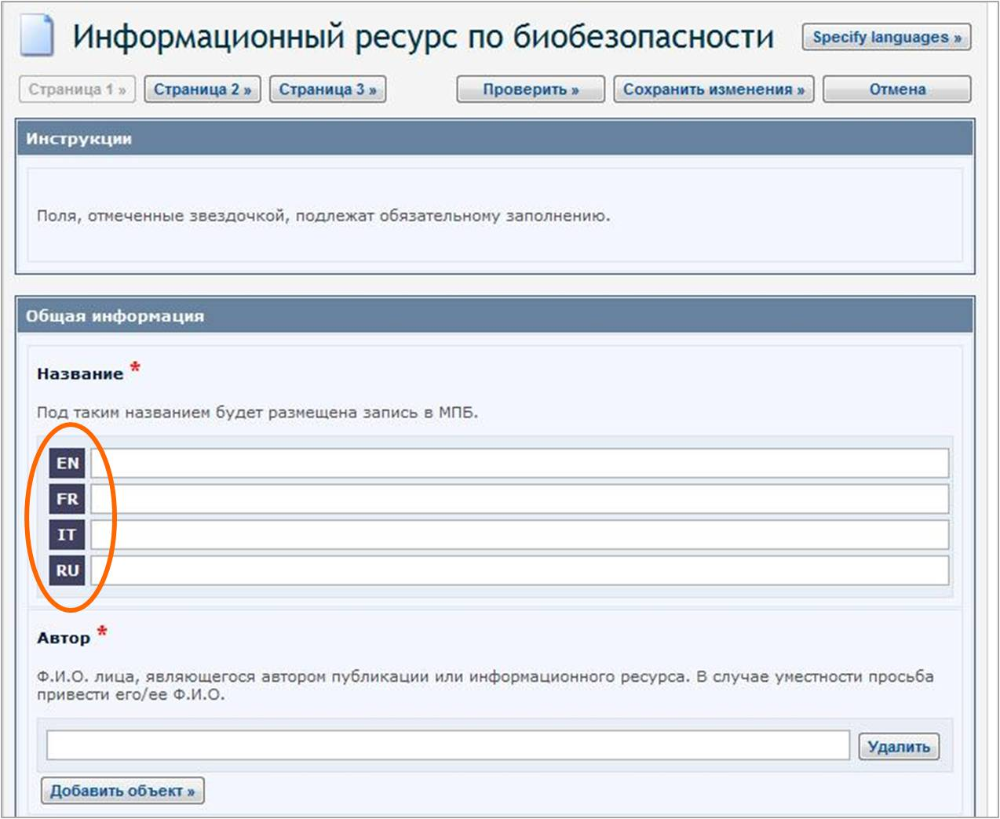 Информационный ресурс по биобезопасности
Specify languages »
Страница 1 » Страница 2 » Страница 3 » Проверить » Сохранить изменения » Отмена
Инструкции
Поля, отмеченные звездочкой, подлежат обязательному заполнению.
Общая информация
Название *
Под таким названием будет размещена запись в МПБ.
EN
FR
IT
RU
Автор *
Ф.И.О. лица, являющегося автором публикации или информационного ресурса. В случае уместности просьба
привести его/ее Ф.И.О.
Удалить
Добавить объект »